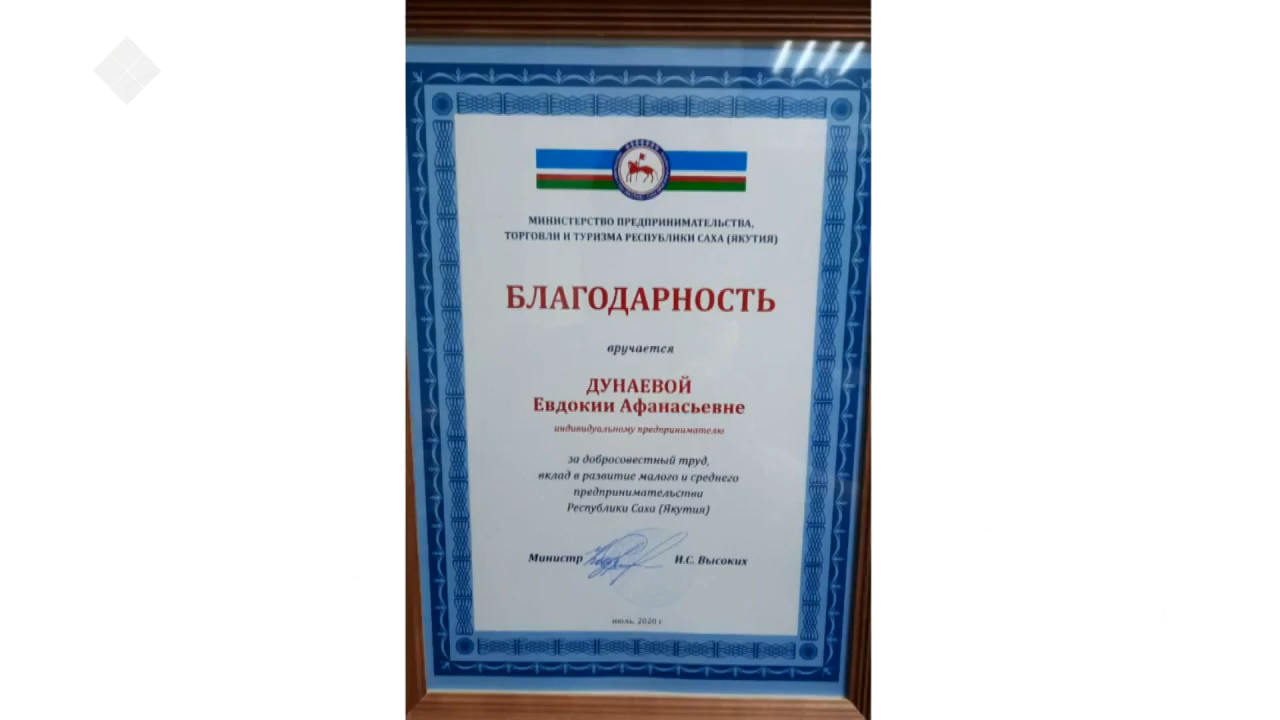 МИНИСТЕРСТВО ПРЕДПРИНИМАТЕЛЬСТВА,
ТОРГОВЛИ И ТУРИЗМА РЕСПУБЛИКИ САХА (ЯКУТИЯ)
БЛАГОДАРНОСТЬ
вручается
ДУНАЕВОЙ
Евдокии Афанасьевне
индивидуальному предпринимателю
за добросовестный труд,
вклад в развитие малого и среднего
предпринимательства
Республики Саха (Якутия)
Министр И.С. Высоких
июль, 2020 г.